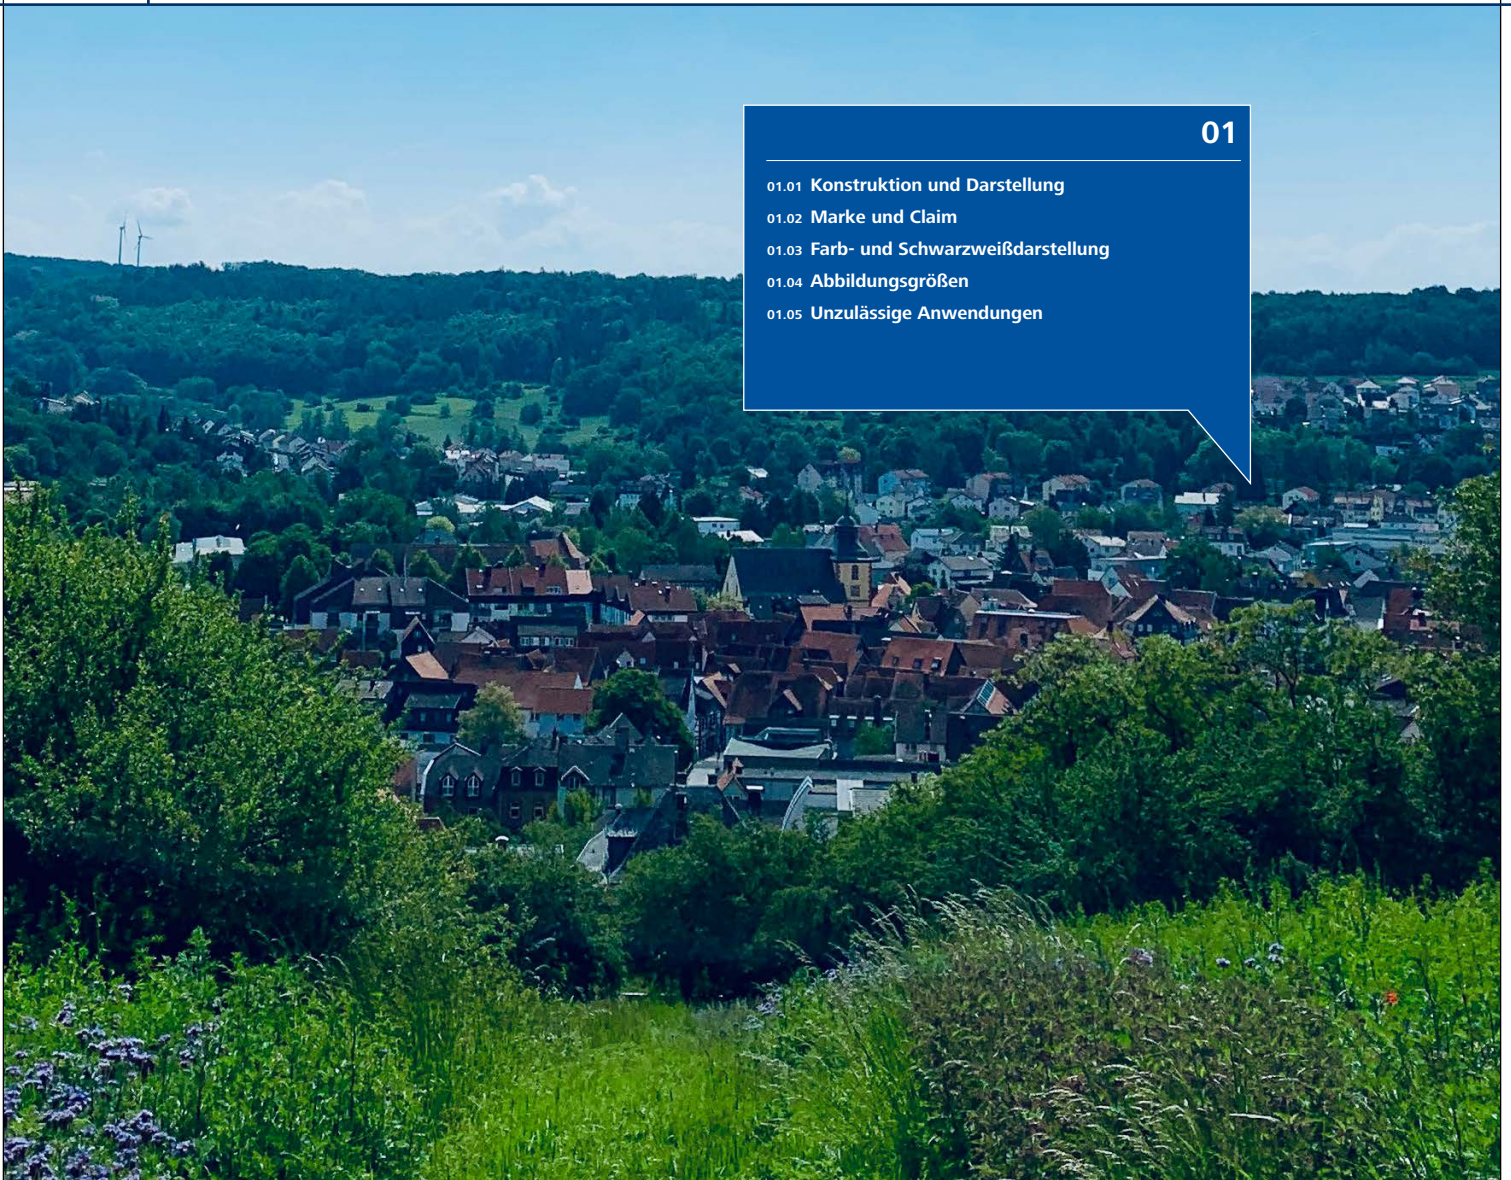 01
01.01 Konstruktion und Darstellung
01.02 Marke und Claim
01.03 Farb- und Schwarzweißdarstellung
01.04 Abbildungsgrößen
01.05 Unzulässige Anwendungen